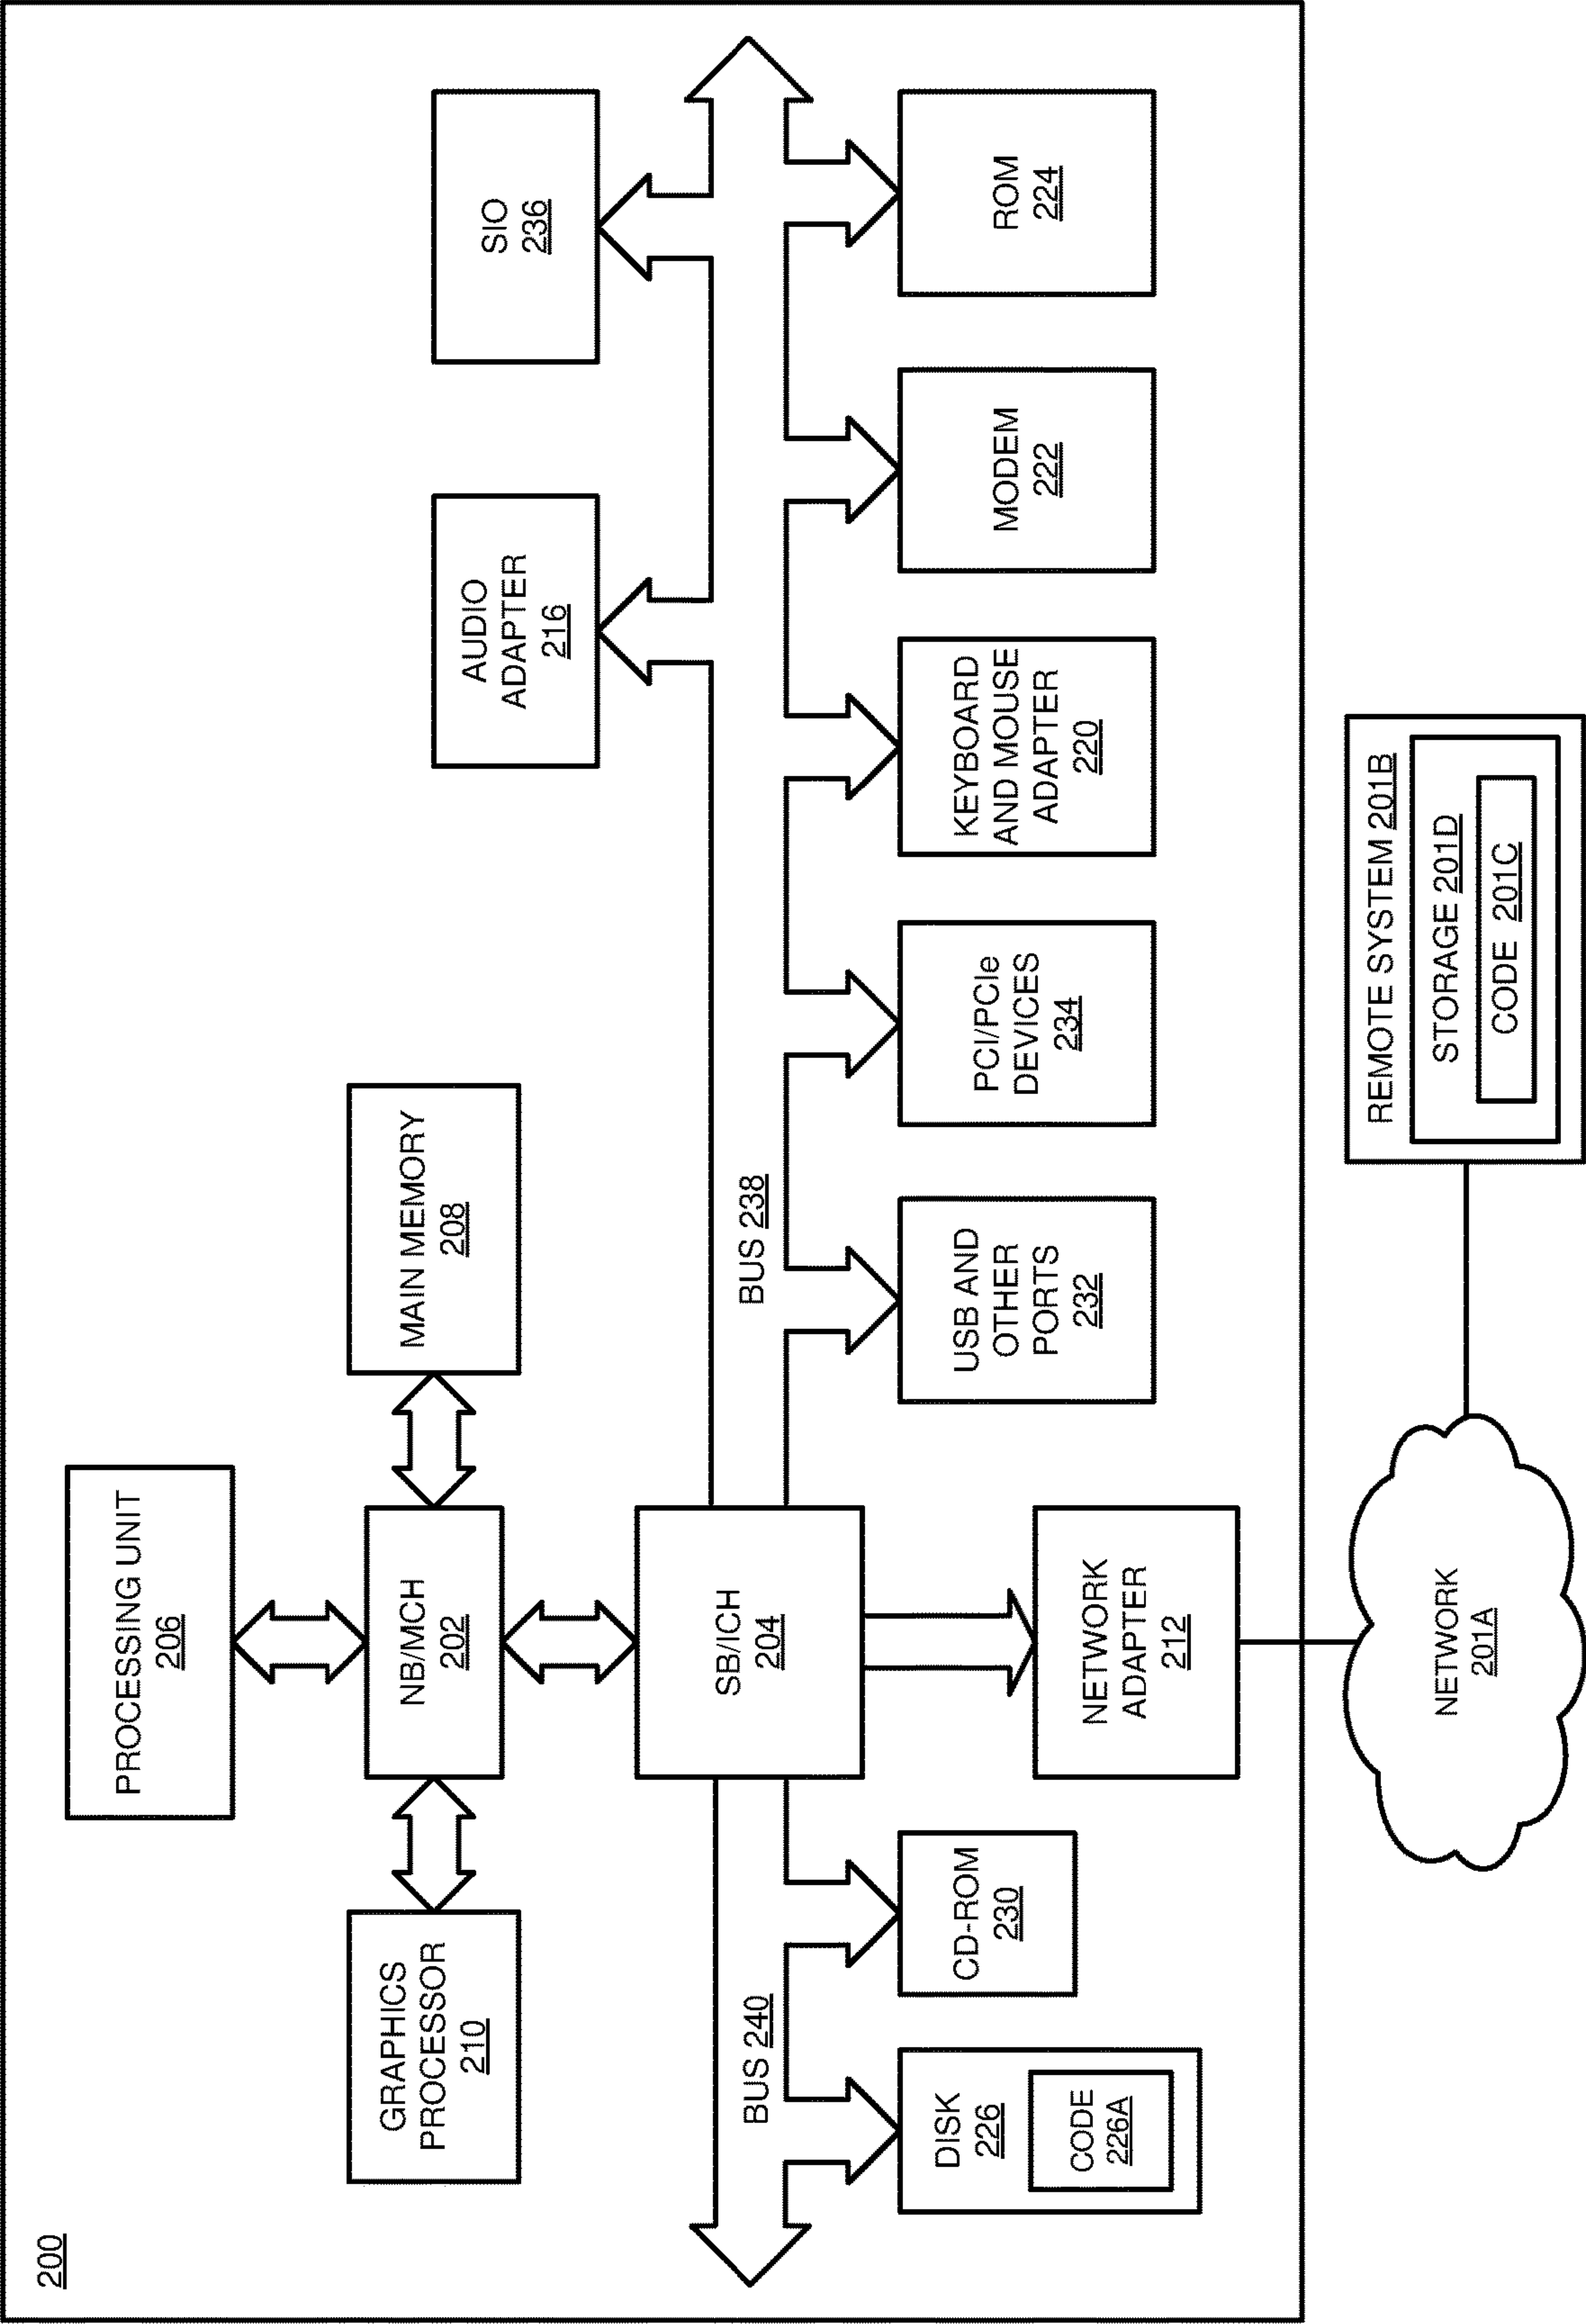 200
PROCESSING UNIT
206
GRAPHICS
PROCESSOR
210
NB/MCH
202
MAIN MEMORY
208
AUDIO
ADAPTER
216
SIO
236
SB/ICH
204
BUS 240
BUS 238
DISK
226
CODE
226A
CD-ROM
230
USB AND
OTHER
PORTS
232
PCI/PCIe
DEVICES
234
KEYBOARD
AND MOUSE
ADAPTER
220
MODEM
222
ROM
224
NETWORK
ADAPTER
212
NETWORK
201A
REMOTE SYSTEM 201B
STORAGE 201D
CODE 201C